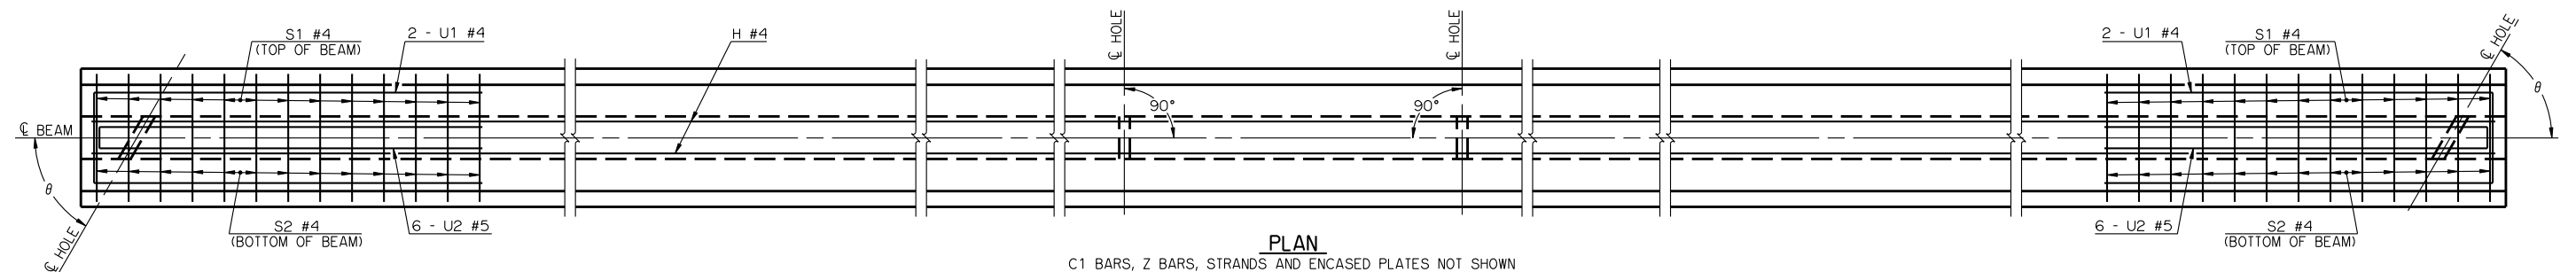 S1 #4
(TOP OF BEAM)
2 - U1 #4
H #4
℄ HOLE
℄ HOLE
2 - U1 #4
S1 #4
(TOP OF BEAM)
℄ HOLE
θ
90°
90°
℄ BEAM
θ
℄ HOLE
S2 #4
(BOTTOM OF BEAM)
6 - U2 #5
6 - U2 #5
S2 #4
(BOTTOM OF BEAM)
PLAN
C1 BARS, Z BARS, STRANDS AND ENCASED PLATES NOT SHOWN